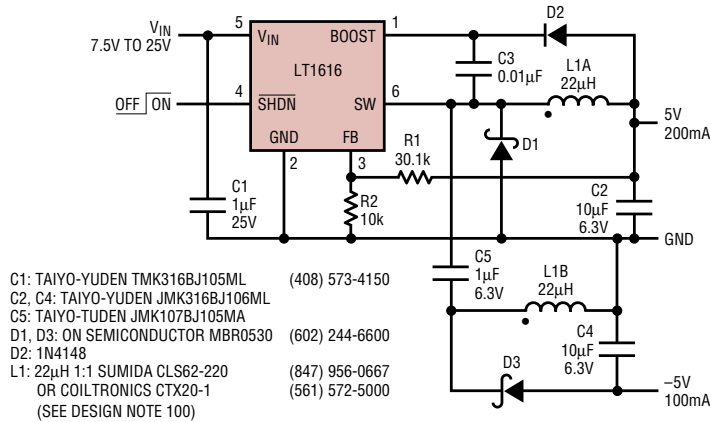 D2
VIN
7.5V TO 25V
5
VIN
BOOST
1
LT1616
C3
0.01µF
L1A
22µH
OFF ON
4
SHDN
SW
6
5V
200mA
GND
FB
R1
30.1k
D1
2
3
C1
1µF
25V
R2
10k
C2
10µF
6.3V
GND
C5
1µF
6.3V
L1B
22µH
C4
10µF
6.3V
D3
–5V
100mA
C1: TAIYO-YUDEN TMK316BJ105ML (408) 573-4150
C2, C4: TAIYO-YUDEN JMK316BJ106ML
C5: TAIYO-TUDEN JMK107BJ105MA
D1, D3: ON SEMICONDUCTOR MBR0530 (602) 244-6600
D2: 1N4148
L1: 22µH 1:1 SUMIDA CLS62-220 (847) 956-0667
OR COILTRONICS CTX20-1 (561) 572-5000
(SEE DESIGN NOTE 100)